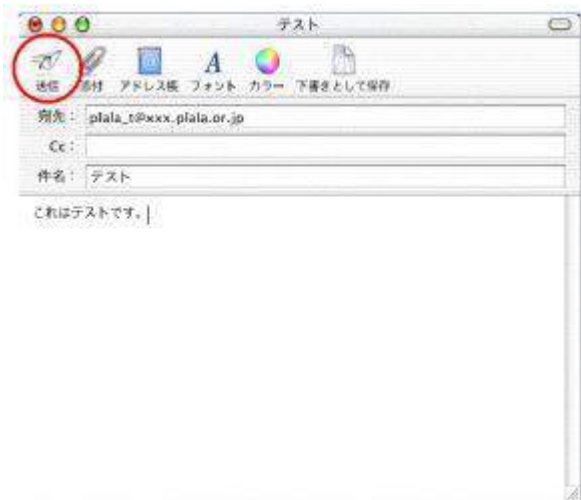 テスト
送信 添付 アドレス帳 フォント カラー 下書きとして保存
宛先： plala_t@xxx.plala.or.jp
Cc：
件名： テスト
これはテストです。